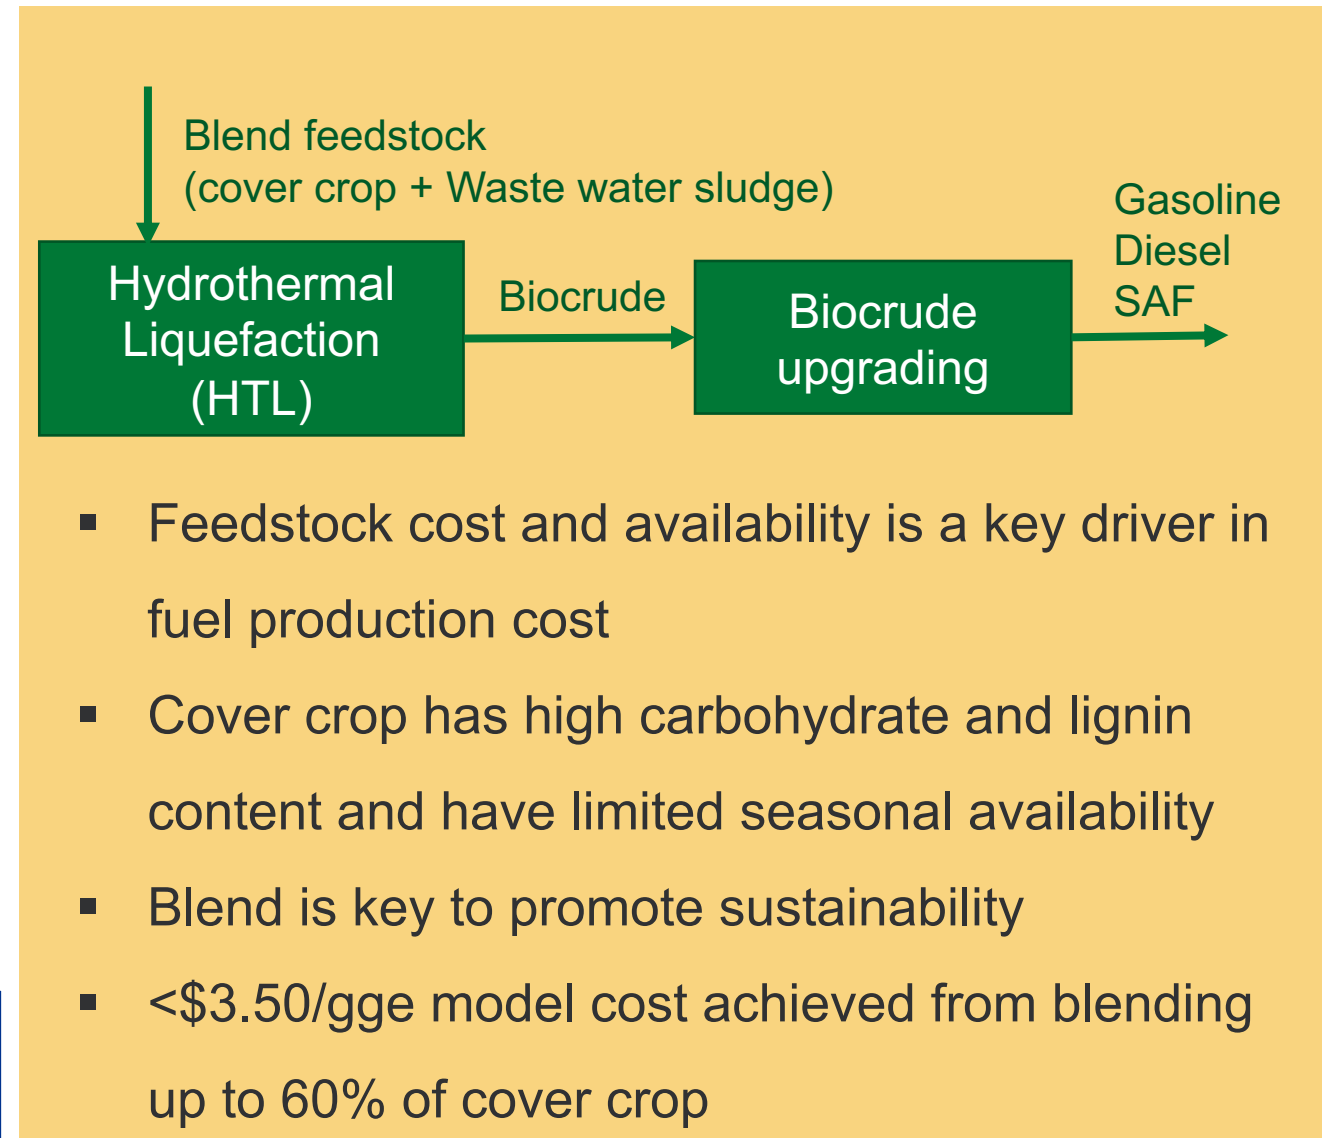 Blend feedstock
(cover crop + Waste water sludge)
Hydrothermal
Liquefaction
(HTL)
Biocrude
Biocrude
upgrading
Gasoline
Diesel
SAF
▪ Feedstock cost and availability is a key driver in
fuel production cost
▪ Cover crop has high carbohydrate and lignin
content and have limited seasonal availability
▪ Blend is key to promote sustainability
▪ <$3.50/gge model cost achieved from blending
up to 60% of cover crop